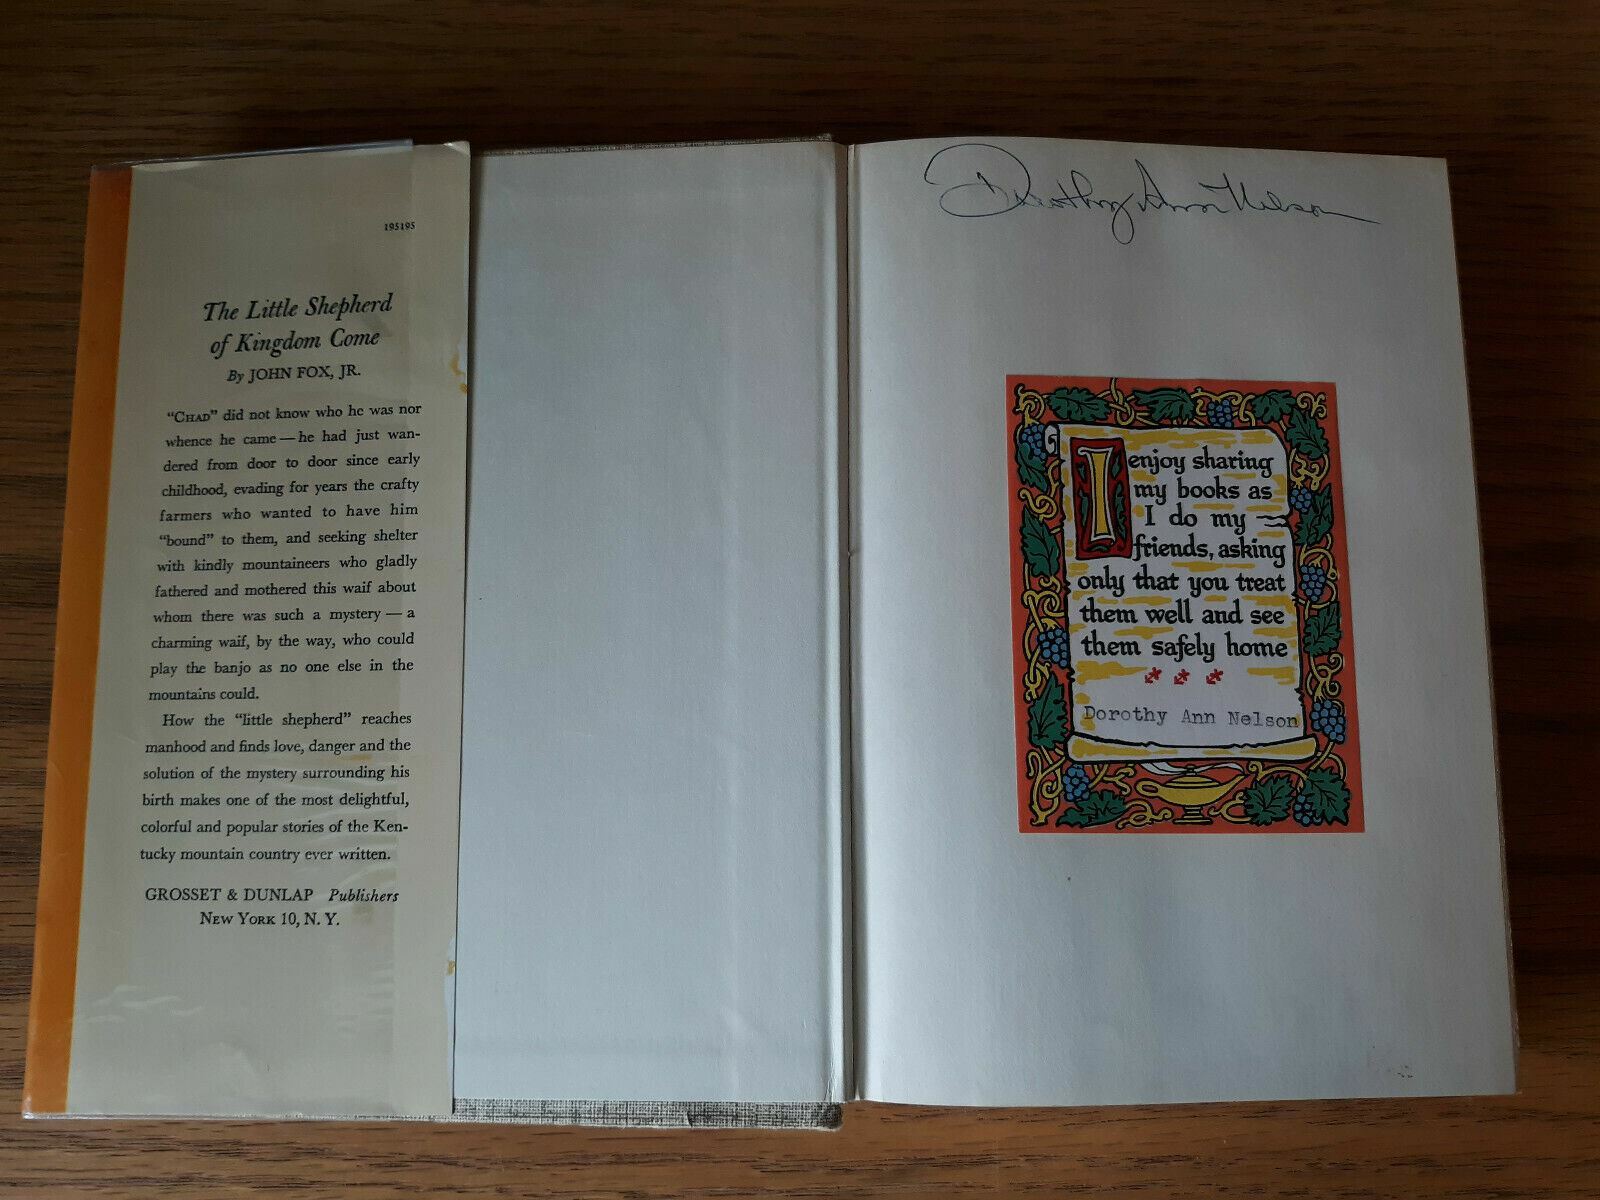 195195
The Little Shepherd
of Kingdom Come
By JOHN FOX, JR.
"CHAD" did not know who he was nor
whence he came — he had just wan-
dered from door to door since early
childhood, evading for years the crafty
farmers who wanted to have him
"bound" to them, and seeking shelter
with kindly mountaineers who gladly
fathered and mothered this waif about
whom there was such a mystery — a
charming waif, by the way, who could
play the banjo as no one else in the
mountains could.
How the "little shepherd" reaches
manhood and finds love, danger and the
solution of the mystery surrounding his
birth makes one of the most delightful,
colorful and popular stories of the Ken-
tucky mountain country ever written.
GROSSET & DUNLAP Publishers
NEW YORK 10, N. Y.
Dorothy Ann Nelson
I enjoy sharing
my books as
I do my
friends, asking
only that you treat
them well and see
them safely home
Dorothy Ann Nelson